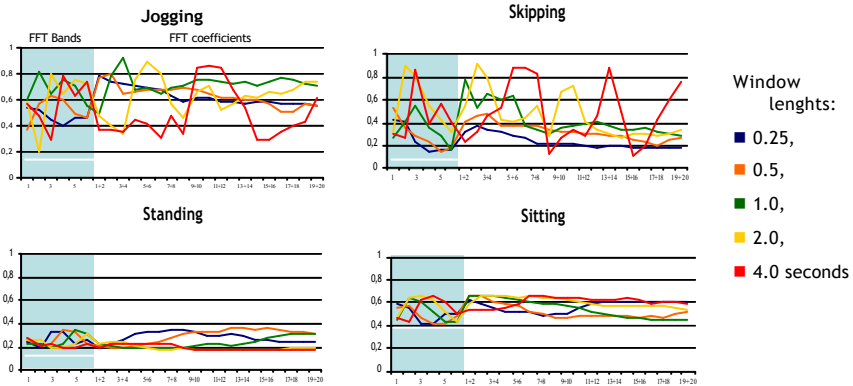 Jogging
FFT Bands FFT coefficients
1
0,8
0,6
0,4
0,2
0
1 3 5 1÷2 3÷4 5÷6 7÷8 9÷10 11÷12 13÷14 15÷16 17÷18 19÷20
Skipping
1
0,8
0,6
0,4
0,2
0
1 3 5 1÷2 3÷4 5÷6 7÷8 9÷10 11÷12 13÷14 15÷16 17÷18 19÷20
Standing
1
0,8
0,6
0,4
0,2
0
1 3 5 1÷2 3÷4 5÷6 7÷8 9÷10 11÷12 13÷14 15÷16 17÷18 19÷20
Sitting
1
0,8
0,6
0,4
0,2
0
1 3 5 1÷2 3÷4 5÷6 7÷8 9÷10 11÷12 13÷14 15÷16 17÷18 19÷20
Window
lenghts:
0.25,
0.5,
1.0,
2.0,
4.0 seconds